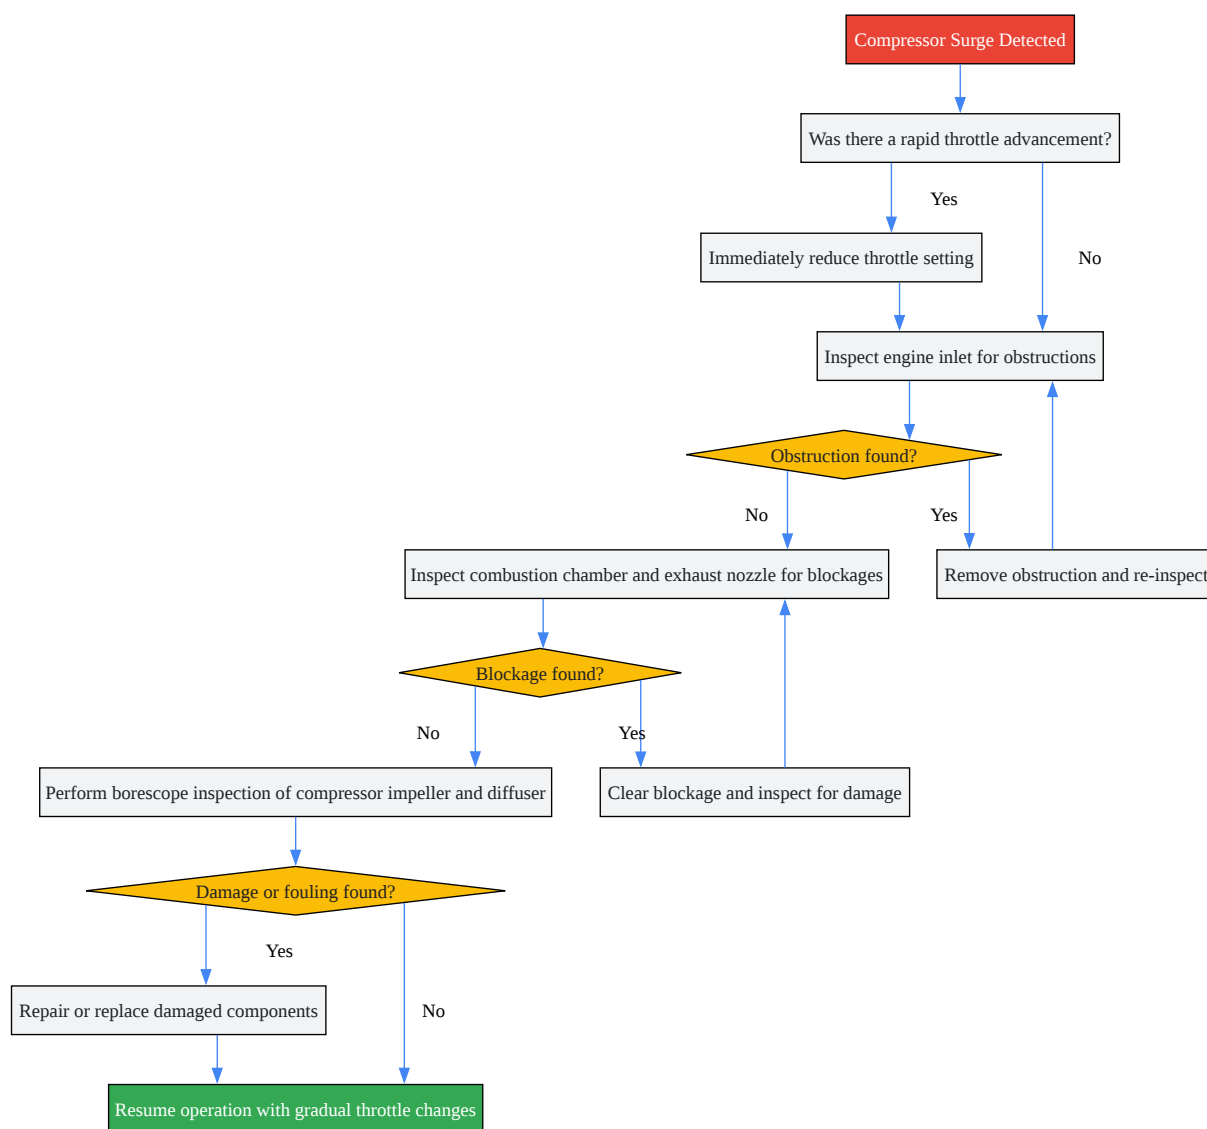 Compressor Surge Detected
Was there a rapid throttle advancement?
Yes
Immediately reduce throttle setting
No
Inspect engine inlet for obstructions
Obstruction found?
No
Yes
Inspect combustion chamber and exhaust nozzle for blockages
Remove obstruction and re-inspect
Blockage found?
No
Yes
Perform borescope inspection of compressor impeller and diffuser
Clear blockage and inspect for damage
Damage or fouling found?
Yes
Repair or replace damaged components
No
Resume operation with gradual throttle changes